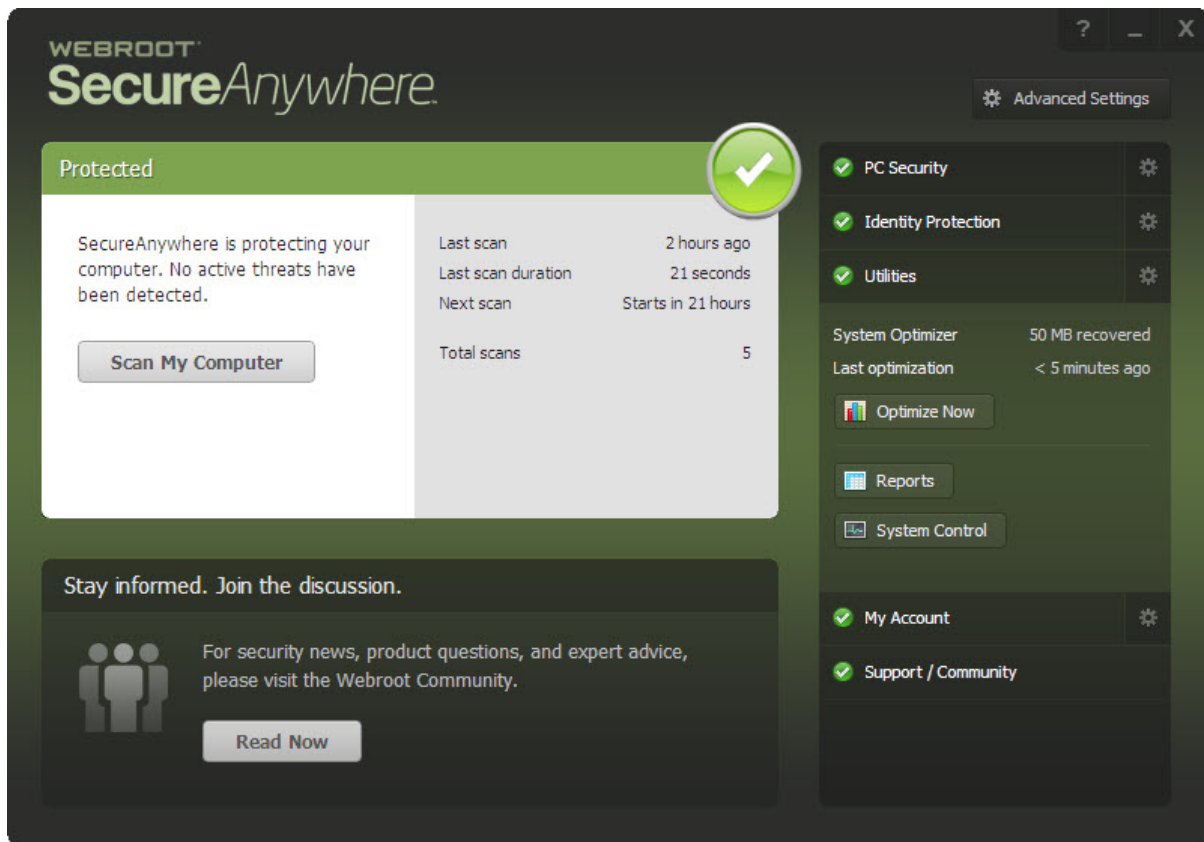 ? _ X
WEBROOT
SecureAnywhere
Advanced Settings
Protected
SecureAnywhere is protecting your
computer. No active threats have
been detected.
Scan My Computer
Last scan 2 hours ago
Last scan duration 21 seconds
Next scan Starts in 21 hours
Total scans 5
Stay informed. Join the discussion.
For security news, product questions, and expert advice,
please visit the Webroot Community.
Read Now
PC Security
Identity Protection
Utilities
System Optimizer 50 MB recovered
Last optimization < 5 minutes ago
Optimize Now
Reports
System Control
My Account
Support / Community